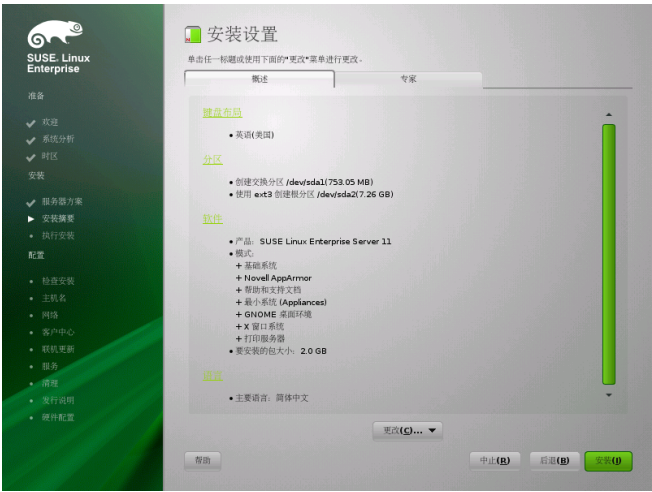 SUSE. Linux
Enterprise
准备
欢迎
系统分析
时区
安装
服务器方案
安装摘要
执行安装
配置
检查安装
主机名
网络
客户中心
联机更新
服务
清理
发行说明
硬件配置
安装设置
单击任一标题或使用下面的"更改"菜单进行更改。
概述
专家
键盘布局
英语(美国)
分区
创建交换分区 /dev/sda1(753.05 MB)
使用 ext3 创建根分区 /dev/sda2(7.26 GB)
软件
产品: SUSE Linux Enterprise Server 11
模式:
+ 基础系统
+ Novell AppArmor
+ 帮助和支持文档
+ 最小系统 (Appliances)
+ GNOME 桌面环境
+ X 窗口系统
+ 打印服务器
要安装的包大小: 2.0 GB
语言
主要语言: 简体中文
更改(C)...
帮助
中止(R)
后退(B)
安装(I)